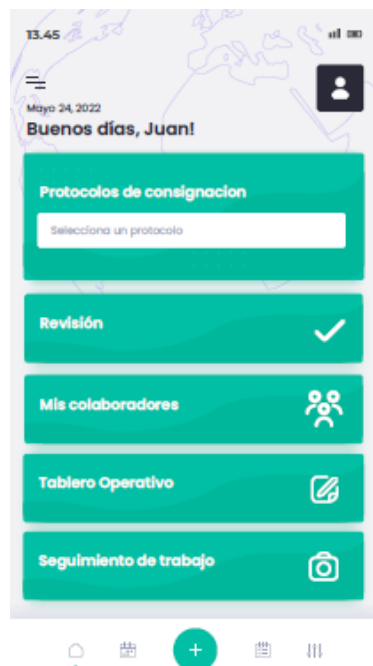 13.45
Mayo 24, 2022
Buenos días, Juan!
Protocolos de consignacion
Selecciona un protocolo
Revisión
Mis colaboradores
Tablero Operativo
Seguimiento de trabajo